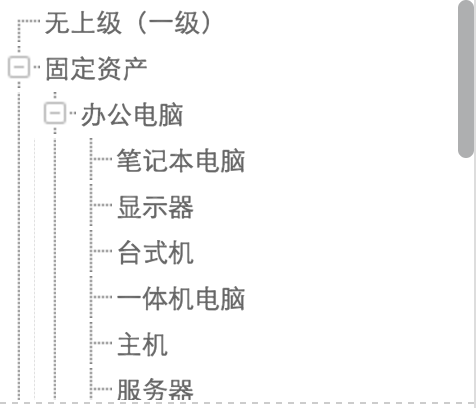 无上级（一级）
固定资产
办公电脑
笔记本电脑
显示器
台式机
一体机电脑
主机
服务器